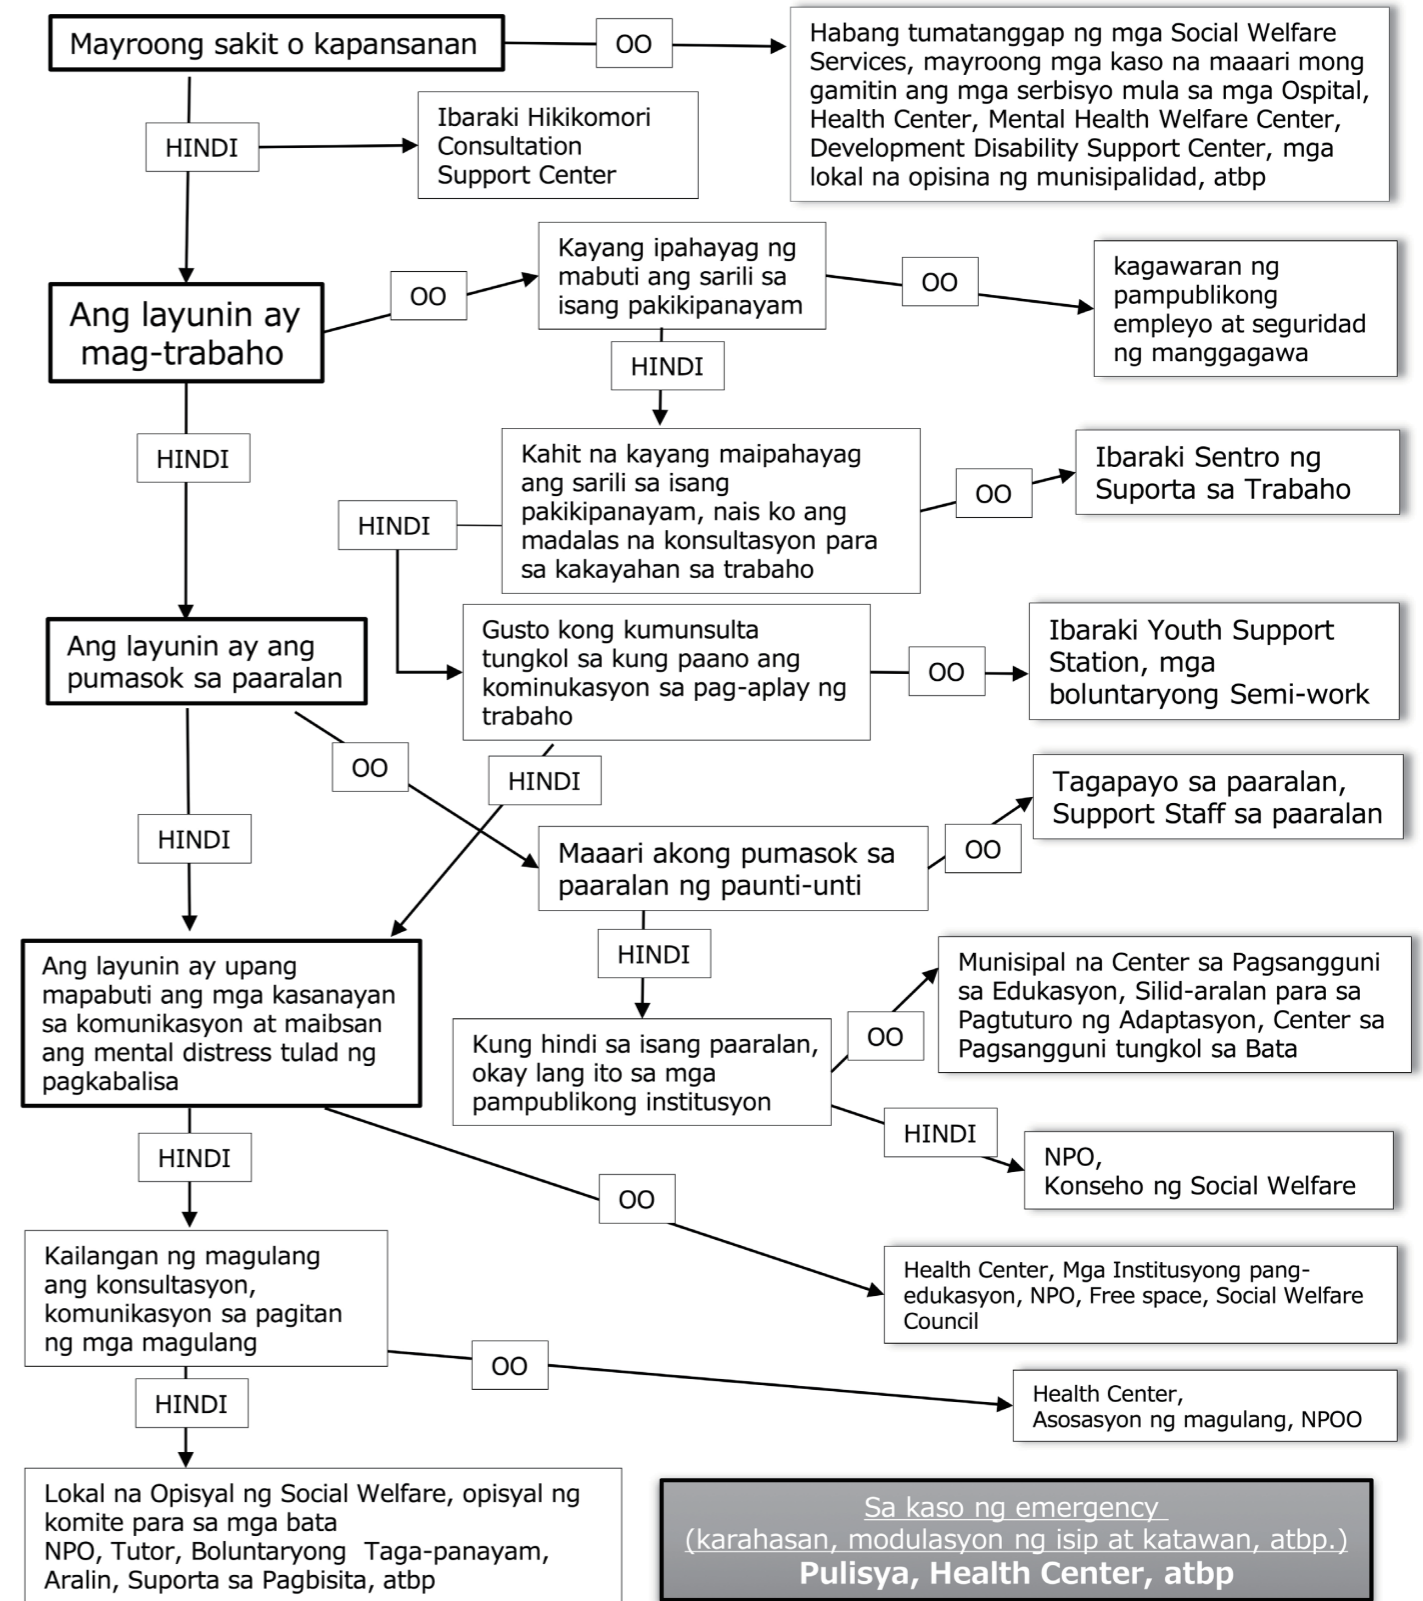 Mayroong sakit o kapansanan
OO
Habang tumatanggap ng mga Social Welfare
Services, mayroong mga kaso na maaari mong
gamitin ang mga serbisyo mula sa mga Ospital,
Health Center, Mental Health Welfare Center,
Development Disability Support Center, mga
lokal na opisina ng munisipalidad, atbp
HINDI
Ibaraki Hikikomori
Consultation
Support Center
Ang layunin ay
mag-trabaho
OO
Kayang ipahayag ng
mabuti ang sarili sa
isang pakikipanayam
OO
kagawaran ng
pampublikong
empleyo at seguridad
ng manggagawa
HINDI
HINDI
Kahit na kayang maipahayag
ang sarili sa isang
pakikipanayam, nais ko ang
madalas na konsultasyon para
sa kakayahan sa trabaho
OO
Ibaraki Sentro ng
Suporta sa Trabaho
HINDI
Ang layunin ay ang
pumasok sa paaralan
Gusto kong kumunsulta
tungkol sa kung paano ang
kominukasyon sa pag-aplay ng
trabaho
OO
Ibaraki Youth Support
Station, mga
boluntaryong Semi-work
OO
HINDI
HINDI
Maaari akong pumasok sa
paaralan ng paunti-unti
OO
Tagapayo sa paaralan,
Support Staff sa paaralan
HINDI
Ang layunin ay upang
mapabuti ang mga kasanayan
sa komunikasyon at maibsan
ang mental distress tulad ng
pagkabalisa
Kung hindi sa isang paaralan,
okay lang ito sa mga
pampublikong institusyon
OO
Munisipal na Center sa Pagsangguni
sa Edukasyon, Silid-aralan para sa
Pagtuturo ng Adaptasyon, Center sa
Pagsangguni tungkol sa Bata
HINDI
NPO,
Konseho ng Social Welfare
HINDI
OO
Health Center, Mga Institusyong pang-
edukasyon, NPO, Free space, Social Welfare
Council
Kailangan ng magulang
ang konsultasyon,
komunikasyon sa pagitan
ng mga magulang
OO
Health Center,
Asosasyon ng magulang, NPOO
HINDI
Lokal na Opisyal ng Social Welfare, opisyal ng
komite para sa mga bata
NPO, Tutor, Boluntaryong Taga-panayam,
Aralin, Suporta sa Pagbisita, atbp
Sa kaso ng emergency
(karahasan, modulasyon ng isip at katawan, atbp.)
Pulisya, Health Center, atbp